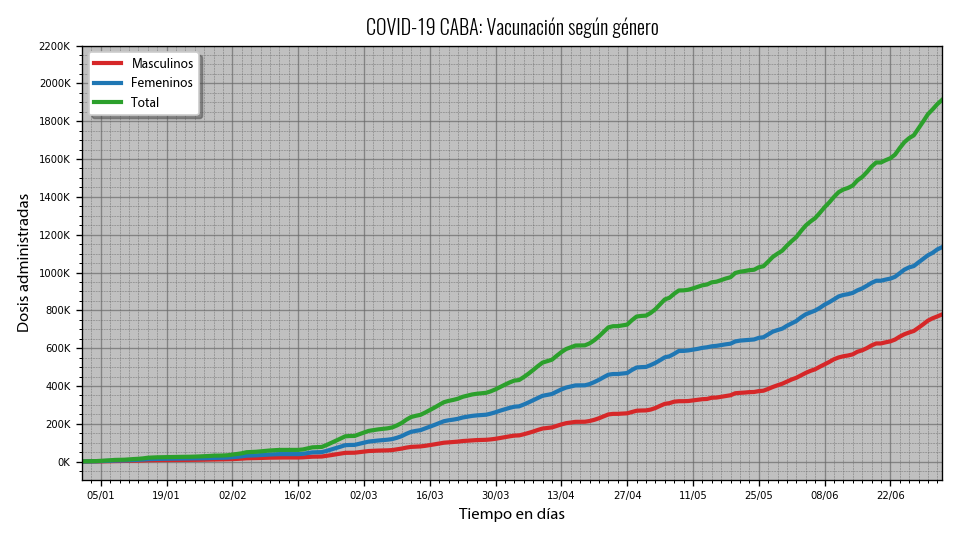 COVID-19 CABA: Vacunación según género
Masculinos
Femeninos
Total
Dosis administradas
2200K
2000K
1800K
1600K
1400K
1200K
1000K
800K
600K
400K
200K
0K
05/01 19/01 02/02 16/02 02/03 16/03 30/03 13/04 27/04 11/05 25/05 08/06 22/06
Tiempo en días